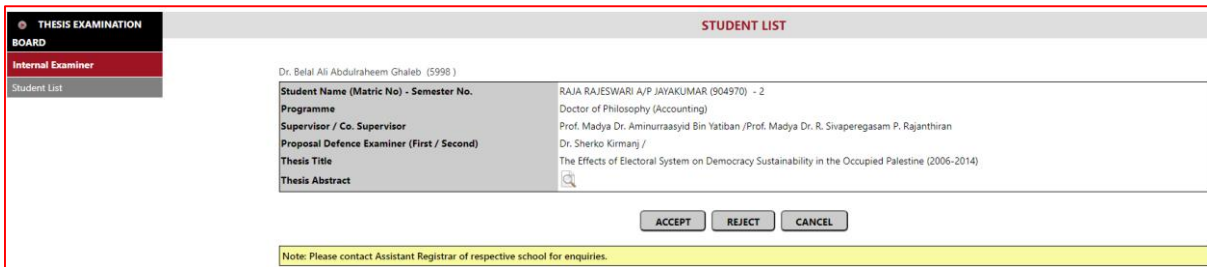 THESIS EXAMINATION
BOARD
Internal Examiner
Student List
STUDENT LIST
Dr. Belal Ali Abdulraheem Ghaleb (5998 )
Student Name (Matric No) - Semester No. RAJA RAJESWARI A/P JAYAKUMAR (904970) - 2
Programme Doctor of Philosophy (Accounting)
Supervisor / Co. Supervisor Prof. Madya Dr. Aminurraasyid Bin Yatiban /Prof. Madya Dr. R. Sivaperegasam P. Rajanthiran
Proposal Defence Examiner (First / Second) Dr. Sherko Kirmanj /
Thesis Title The Effects of Electoral System on Democracy Sustainability in the Occupied Palestine (2006-2014)
Thesis Abstract
ACCEPT REJECT CANCEL
Note: Please contact Assistant Registrar of respective school for enquiries.